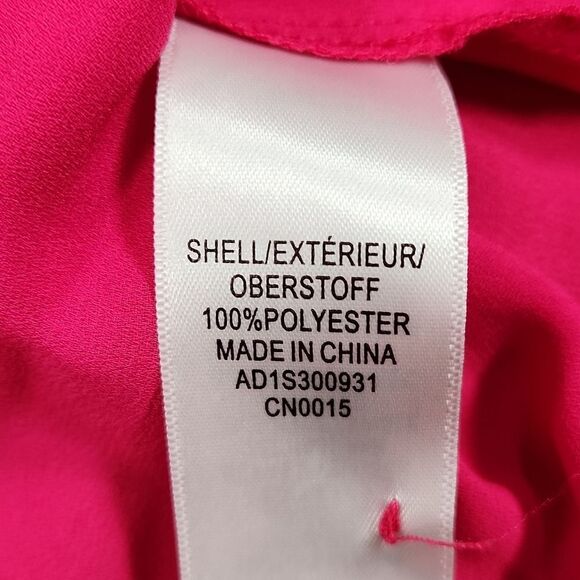 SHELL/EXTÉRIEUR/
OBERSTOFF
100%POLYESTER
MADE IN CHINA
AD1S300931
CN0015